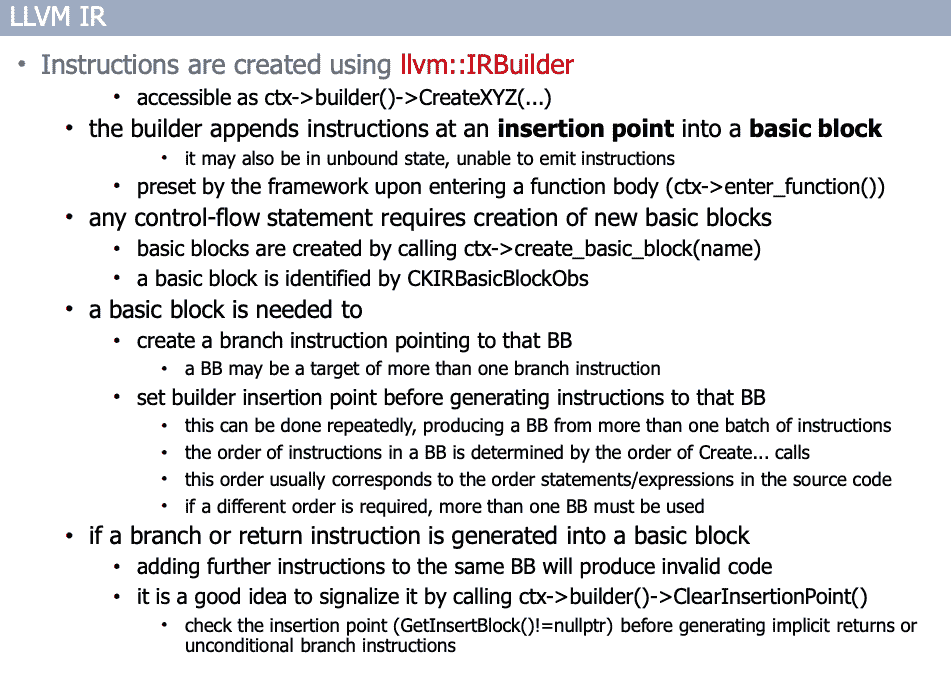 LLVM IR
• Instructions are created using llvm::IRBuilder
• accessible as ctx->builder()->CreateXYZ(...)
• the builder appends instructions at an insertion point into a basic block
• it may also be in unbound state, unable to emit instructions
• preset by the framework upon entering a function body (ctx->enter_function())
• any control-flow statement requires creation of new basic blocks
• basic blocks are created by calling ctx->create_basic_block(name)
• a basic block is identified by CKIRBasicBlockObs
• a basic block is needed to
• create a branch instruction pointing to that BB
• a BB may be a target of more than one branch instruction
• set builder insertion point before generating instructions to that BB
• this can be done repeatedly, producing a BB from more than one batch of instructions
• the order of instructions in a BB is determined by the order of Create... calls
• this order usually corresponds to the order statements/expressions in the source code
• if a different order is required, more than one BB must be used
• if a branch or return instruction is generated into a basic block
• adding further instructions to the same BB will produce invalid code
• it is a good idea to signalize it by calling ctx->builder()->ClearInsertionPoint()
• check the insertion point (GetInsertBlock()!=nullptr) before generating implicit returns or
unconditional branch instructions